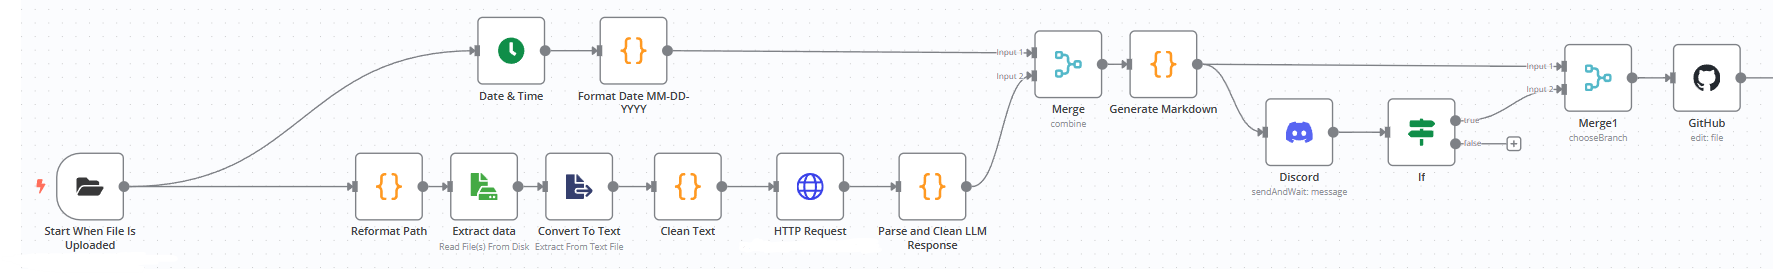 Date & Time
Format Date MM-DD-
YYYY
Input 1
Input 2
Merge
combine
Generate Markdown
Input 1
Input 2
Merge1
chooseBranch
GitHub
edit: file
Discord
sendAndWait: message
true
false
If
Start When File Is
Uploaded
Reformat Path
Extract data
Read File(s) From Disk
Convert To Text
Extract From Text File
Clean Text
HTTP Request
Parse and Clean LLM
Response